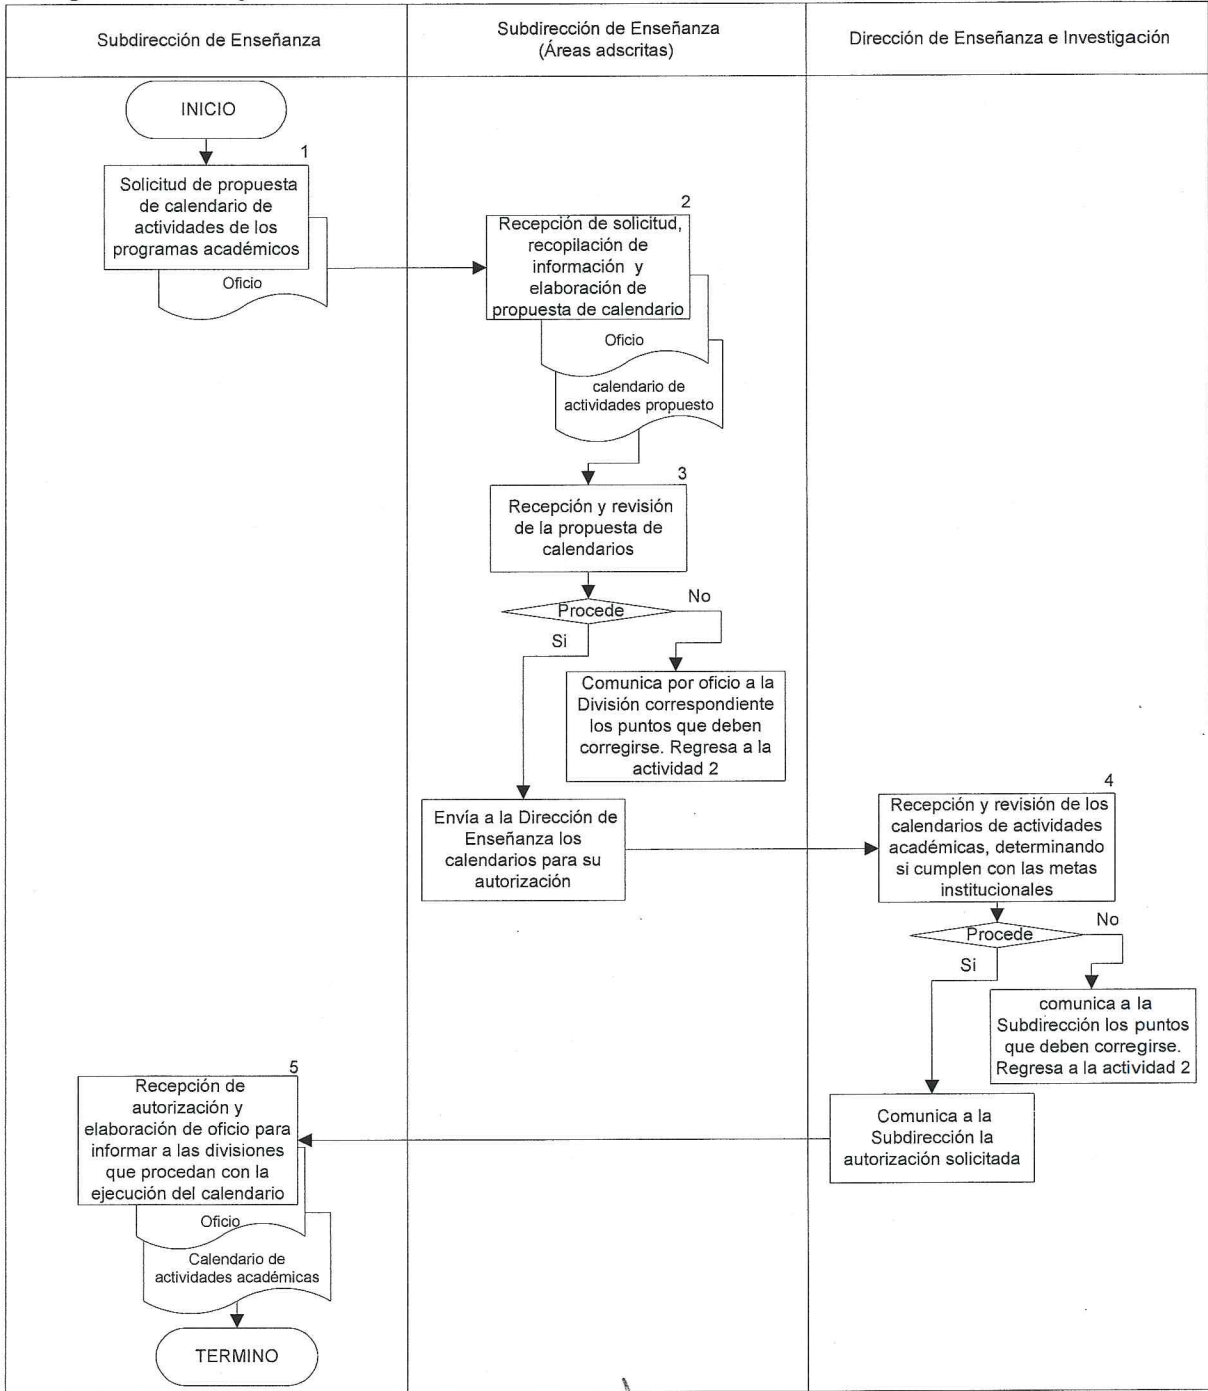 Subdirección de Enseñanza
Subdirección de Enseñanza
(Áreas adscritas)
Dirección de Enseñanza e Investigación
INICIO
1
Solicitud de propuesta
de calendario de
actividades de los
programas académicos
Oficio
2
Recepción de solicitud,
recopilación de
información y
elaboración de
propuesta de calendario
Oficio
calendario de
actividades propuesto
3
Recepción y revisión
de la propuesta de
calendarios
Procede
No
Si
Comunica por oficio a la
División correspondiente
los puntos que deben
corregirse. Regresa a la
actividad 2
Envía a la Dirección de
Enseñanza los
calendarios para su
autorización
4
Recepción y revisión de los
calendarios de actividades
académicas, determinando
si cumplen con las metas
institucionales
Procede
No
Si
comunica a la
Subdirección los puntos
que deben corregirse.
Regresa a la actividad 2
Comunica a la
Subdirección la
autorización solicitada
5
Recepción de
autorización y
elaboración de oficio para
informar a las divisiones
que procedan con la
ejecución del calendario
Oficio
Calendario de
actividades académicas
TERMINO